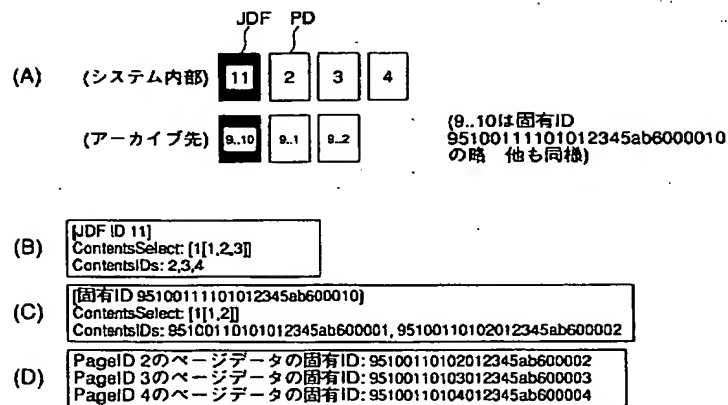 JDF PD
(A) (システム内部) 11 2 3 4
(アーカイブ先) 9..10 9..1 9..2
(9..10は固有ID
95100111101012345ab6000010
の略 他も同様)
(B) [JDF ID 11]
ContentsSelect: [1[1,2,3]]
ContentsIDs: 2,3,4
(C) [固有ID 95100111101012345ab600010]
ContentsSelect: [1[1,2]]
ContentsIDs: 95100110101012345ab600001, 95100110102012345ab600002
(D) PageID 2のページデータの固有ID: 95100110102012345ab600002
PageID 3のページデータの固有ID: 95100110103012345ab600003
PageID 4のページデータの固有ID: 95100110104012345ab600004